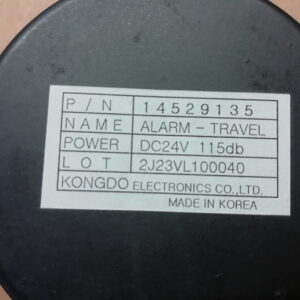 P/N 14529135
NAME ALARM - TRAVEL
POWER DC24V 115db
LOT 2J23VL100040
KONGDO ELECTRONICS CO.,LTD.
MADE IN KOREA